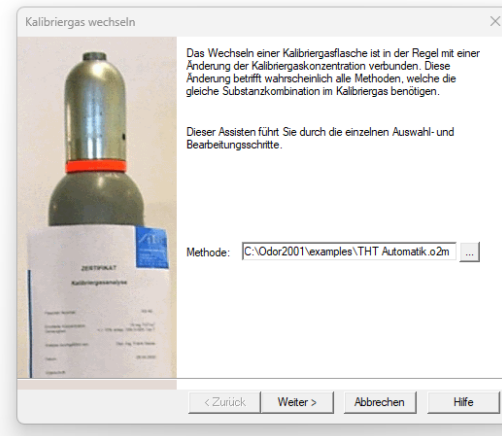 Kalibriergas wechseln
Das Wechseln einer Kalibriergasflasche ist in der Regel mit einer
Änderung der Kalibriergaskonzentration verbunden. Diese
Änderung betrifft wahrscheinlich alle Methoden, welche die
gleiche Substanzkombination im Kalibriergas benötigen.
Dieser Assisten führt Sie durch die einzelnen Auswahl- und
Bearbeitungsschritte.
Methode: C:\Odor2001\examples\THT Automatik.o2m ...
ZERTIFIKAT
Kalibriergasanalyse
< Zurück Weiter > Abbrechen Hilfe